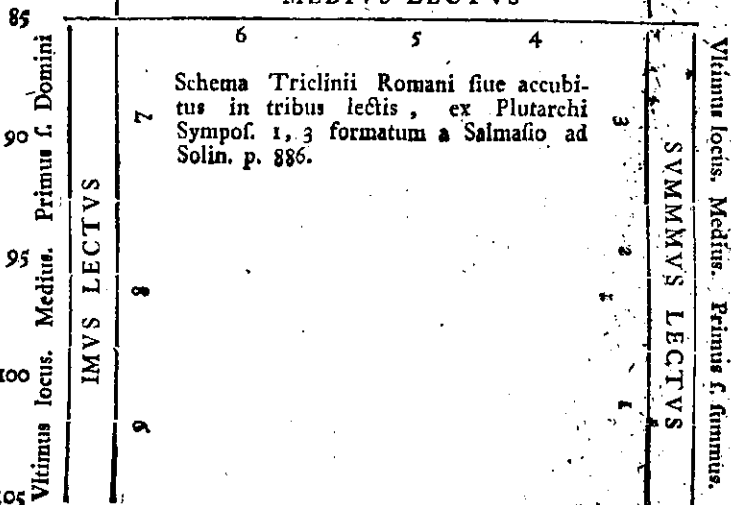 MEDIVS LECTVS
85
6 5 4
Schema Triclinii Romani ſiue accubi-
tus in tribus lectis , ex Plutarchi
Sympoſ. 1, 3 formatum a Salmaſio ad
Solin. p. 886.
90
95
100
105
Vltimus locus. Medius. Primus ſ. Domini
IMVS LECTVS
7
8
9
3
2
1
SVMMVS LECTVS
Vltimus locus. Medius. Primus ſ. ſummus.